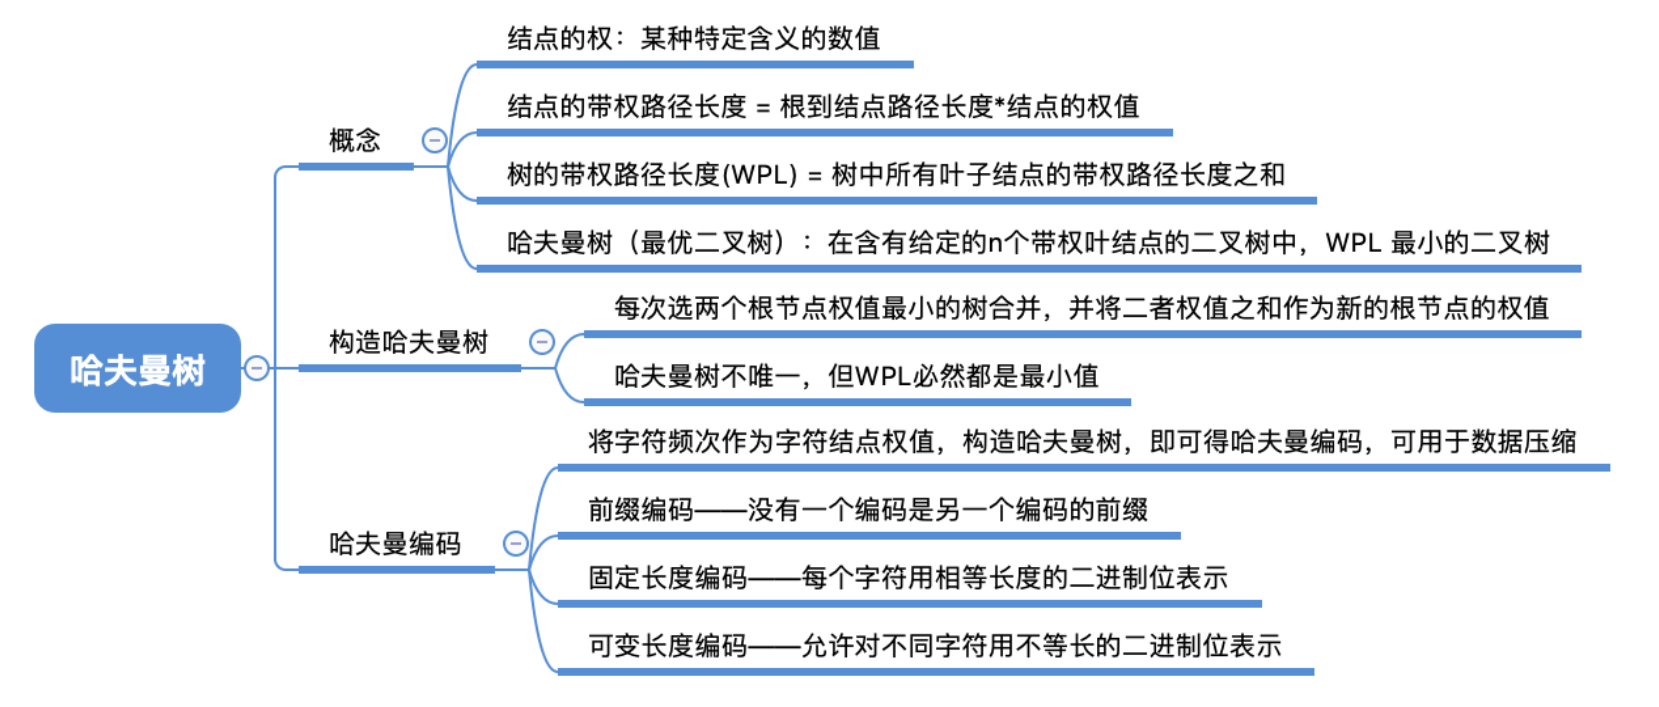 哈夫曼树
概念
结点的权：某种特定含义的数值
结点的带权路径长度 = 根到结点路径长度*结点的权值
树的带权路径长度(WPL) = 树中所有叶子结点的带权路径长度之和
哈夫曼树（最优二叉树）：在含有给定的n个带权叶结点的二叉树中，WPL 最小的二叉树
构造哈夫曼树
每次选两个根节点权值最小的树合并，并将二者权值之和作为新的根节点的权值
哈夫曼树不唯一，但WPL必然都是最小值
哈夫曼编码
将字符频次作为字符结点权值，构造哈夫曼树，即可得哈夫曼编码，可用于数据压缩
前缀编码——没有一个编码是另一个编码的前缀
固定长度编码——每个字符用相等长度的二进制位表示
可变长度编码——允许对不同字符用不等长的二进制位表示